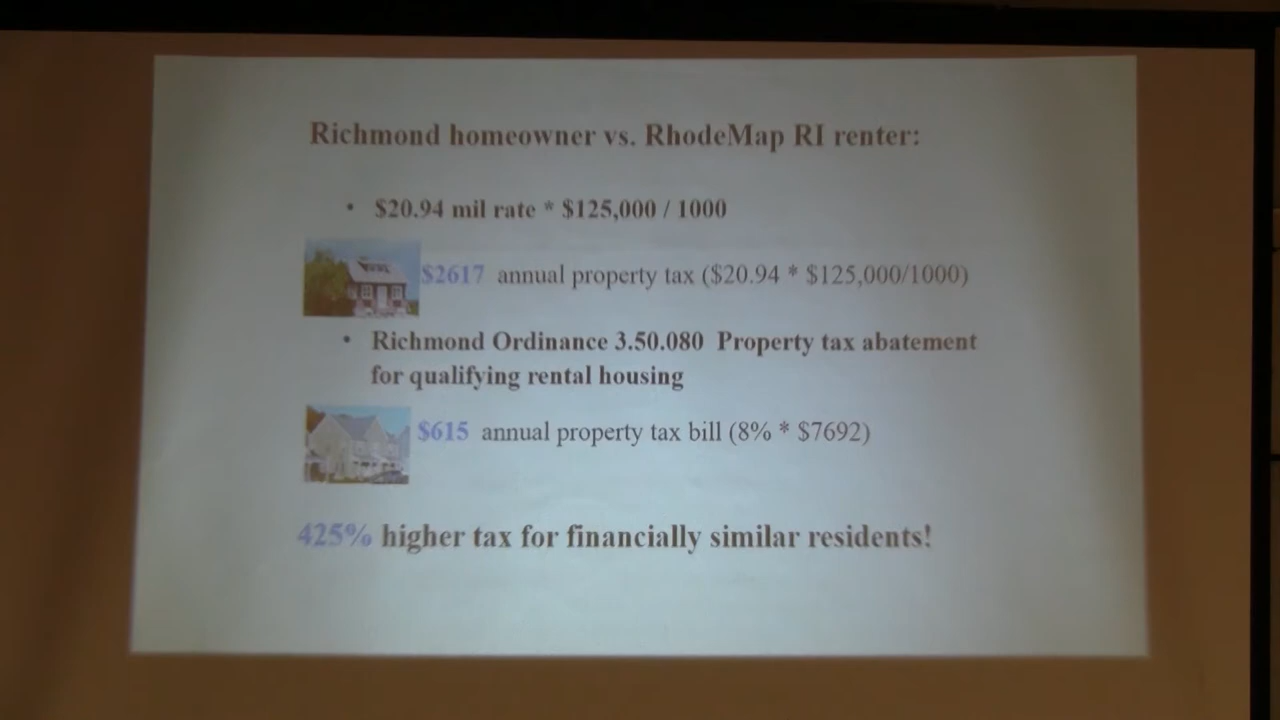 Richmond homeowner vs. RhodeMap RI renter:
• $20.94 mil rate * $125,000 / 1000
$2617 annual property tax ($20.94 * $125,000/1000)
• Richmond Ordinance 3.50.080 Property tax abatement
for qualifying rental housing
$615 annual property tax bill (8% * $7692)
425% higher tax for financially similar residents!